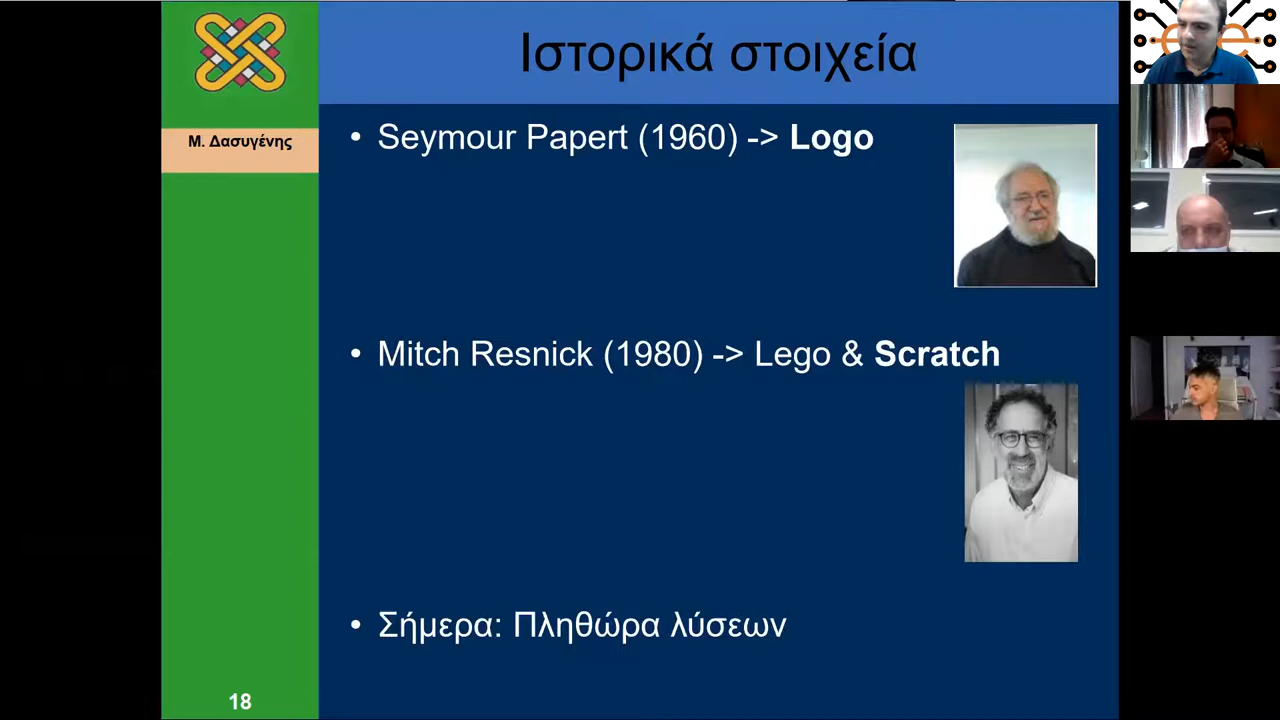 Ιστορικά στοιχεία
Μ. Δασυγένης
• Seymour Papert (1960) -> Logo
• Mitch Resnick (1980) -> Lego & Scratch
• Σήμερα: Πληθώρα λύσεων
18